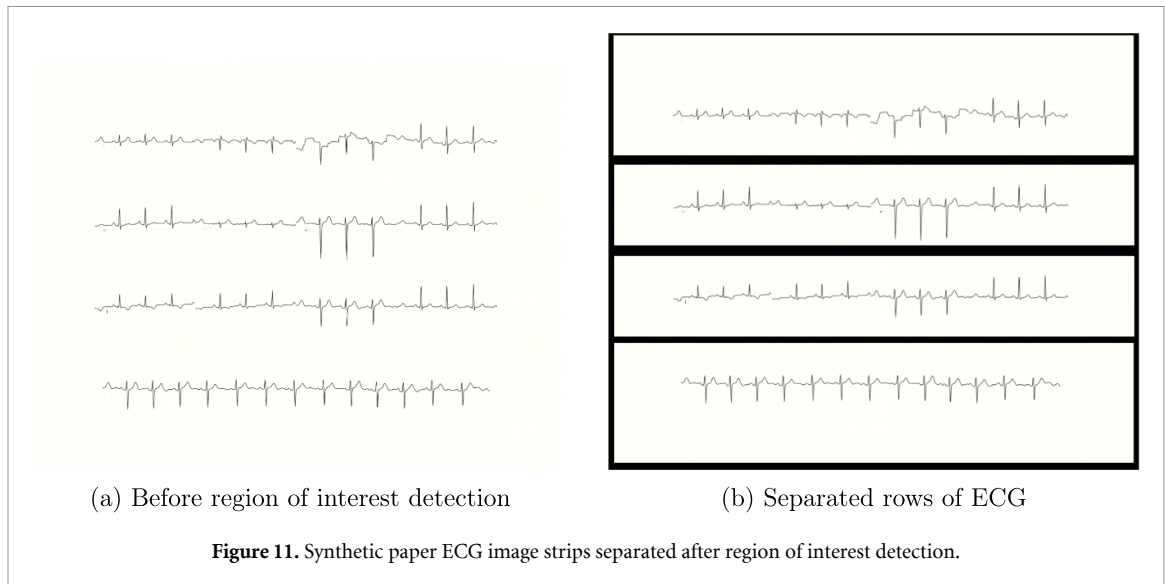 (a) Before region of interest detection
(b) Separated rows of ECG
Figure 11. Synthetic paper ECG image strips separated after region of interest detection.